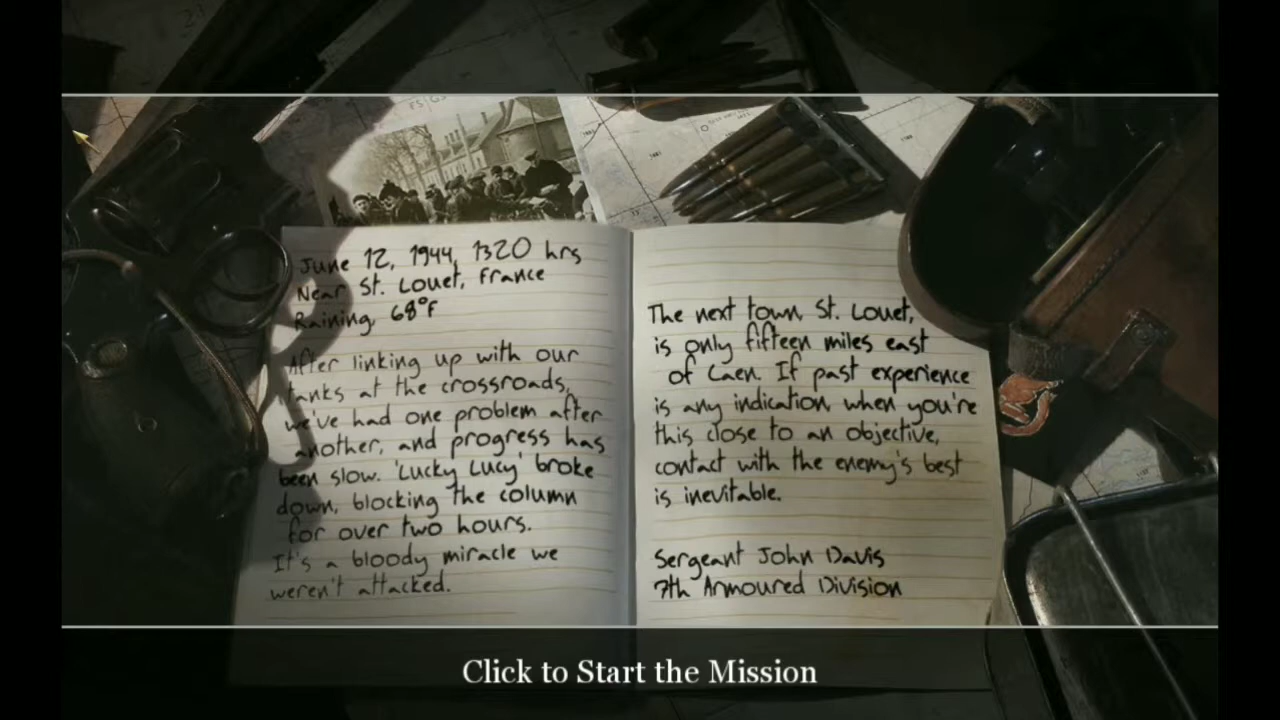 June 12, 1944, 1320 hrs
Near St. Louet, France
Raining, 68°F
After linking up with our
tanks at the crossroads,
we've had one problem after
another, and progress has
been slow. 'Lucky Lucy' broke
down, blocking the column
for over two hours.
It's a bloody miracle we
weren't attacked.
The next town, St. Louet,
is only fifteen miles east
of Caen. If past experience
is any indication, when you're
this close to an objective,
contact with the enemy's best
is inevitable.
Sergeant John Davis
7th Armoured Division
Click to Start the Mission